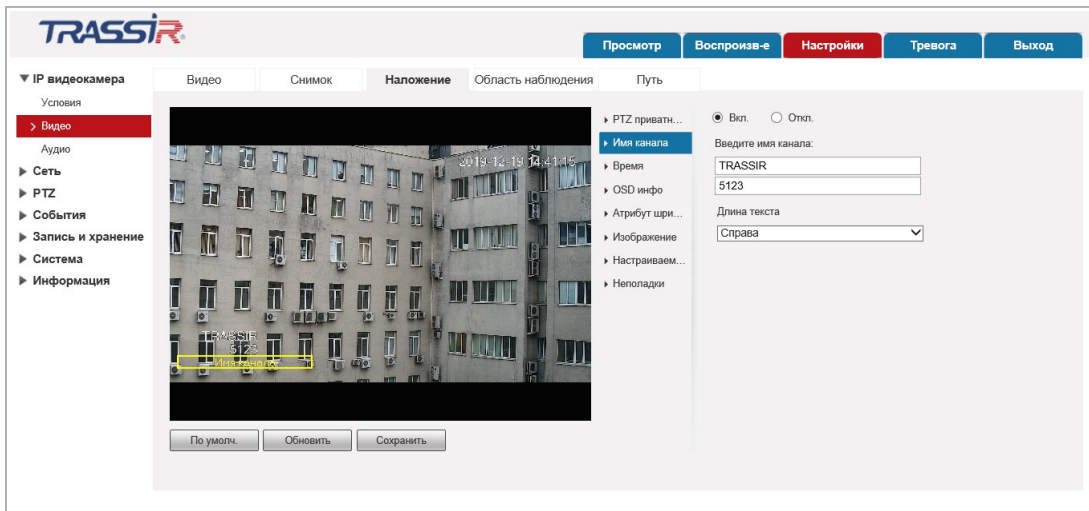 TRASSIR
Просмотр
Воспроизв-е
Настройки
Тревога
Выход
IP видеокамера
Условия
Видео
Аудио
Сеть
PTZ
События
Запись и хранение
Система
Информация
Видео
Снимок
Наложение
Область наблюдения
Путь
2019-12-19 14:41:15
TRASSIR
5123
Имя канала
PTZ приватн...
Имя канала
Время
OSD инфо
Атрибут шри...
Изображение
Настраиваем...
Неполадки
Вкл.
Откл.
Введите имя канала:
TRASSIR
5123
Длина текста
Справа
По умолч.
Обновить
Сохранить